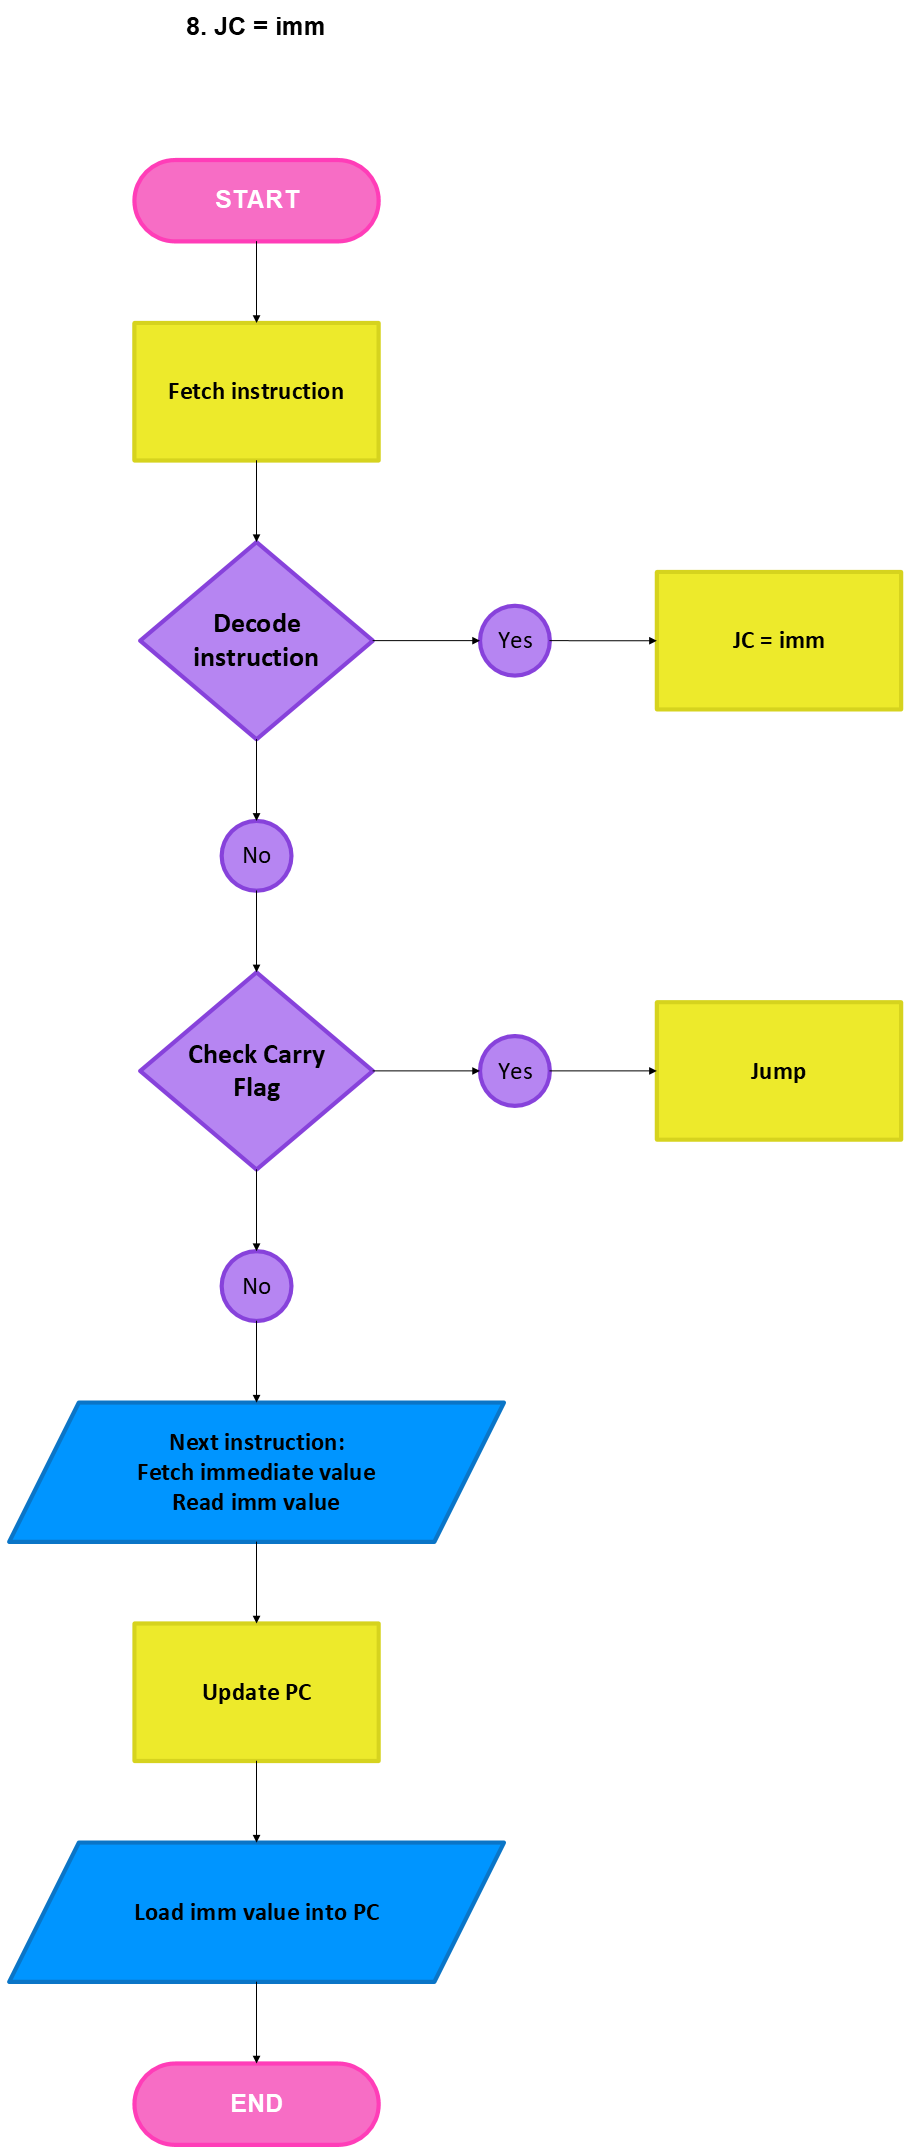 8. JC = imm
START
Fetch instruction
Decode
instruction
Yes
JC = imm
No
Check Carry
Flag
Yes
Jump
No
Next instruction:
Fetch immediate value
Read imm value
Update PC
Load imm value into PC
END